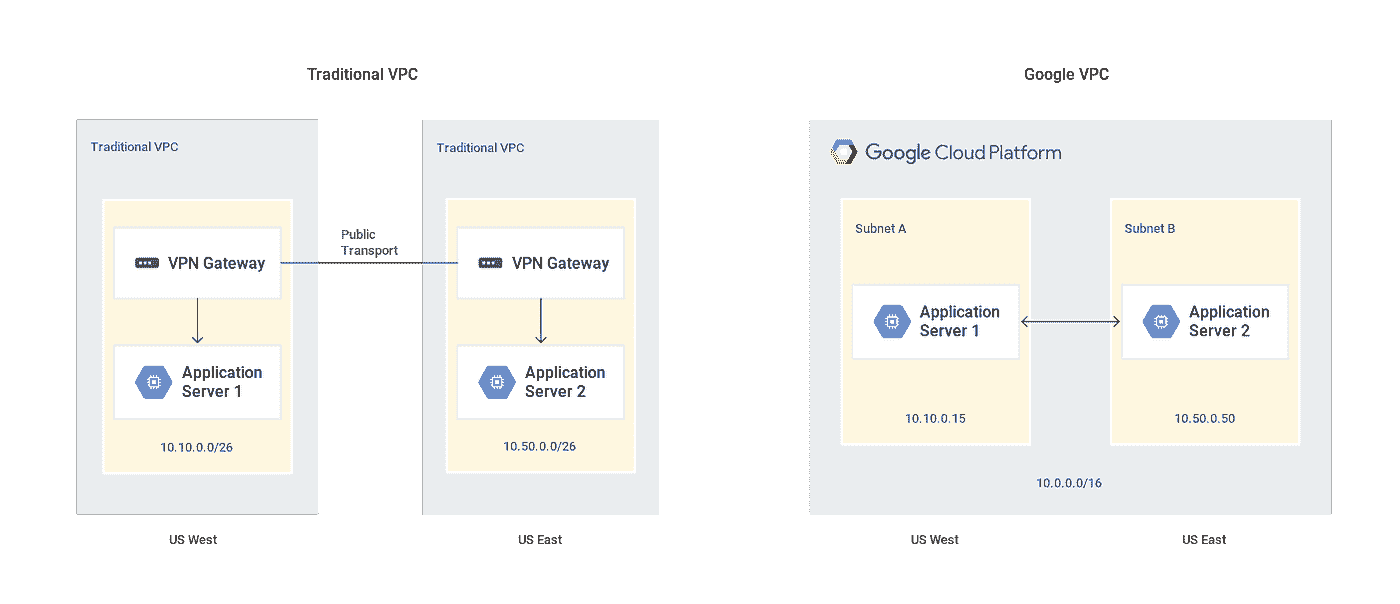 Traditional VPC
Traditional VPC
VPN Gateway
Application
Server 1
10.10.0.0/26
US West
Public
Transport
Traditional VPC
VPN Gateway
Application
Server 2
10.50.0.0/26
US East
Google VPC
Google Cloud Platform
Subnet A
Application
Server 1
10.10.0.15
Subnet B
Application
Server 2
10.50.0.50
10.0.0.0/16
US West
US East